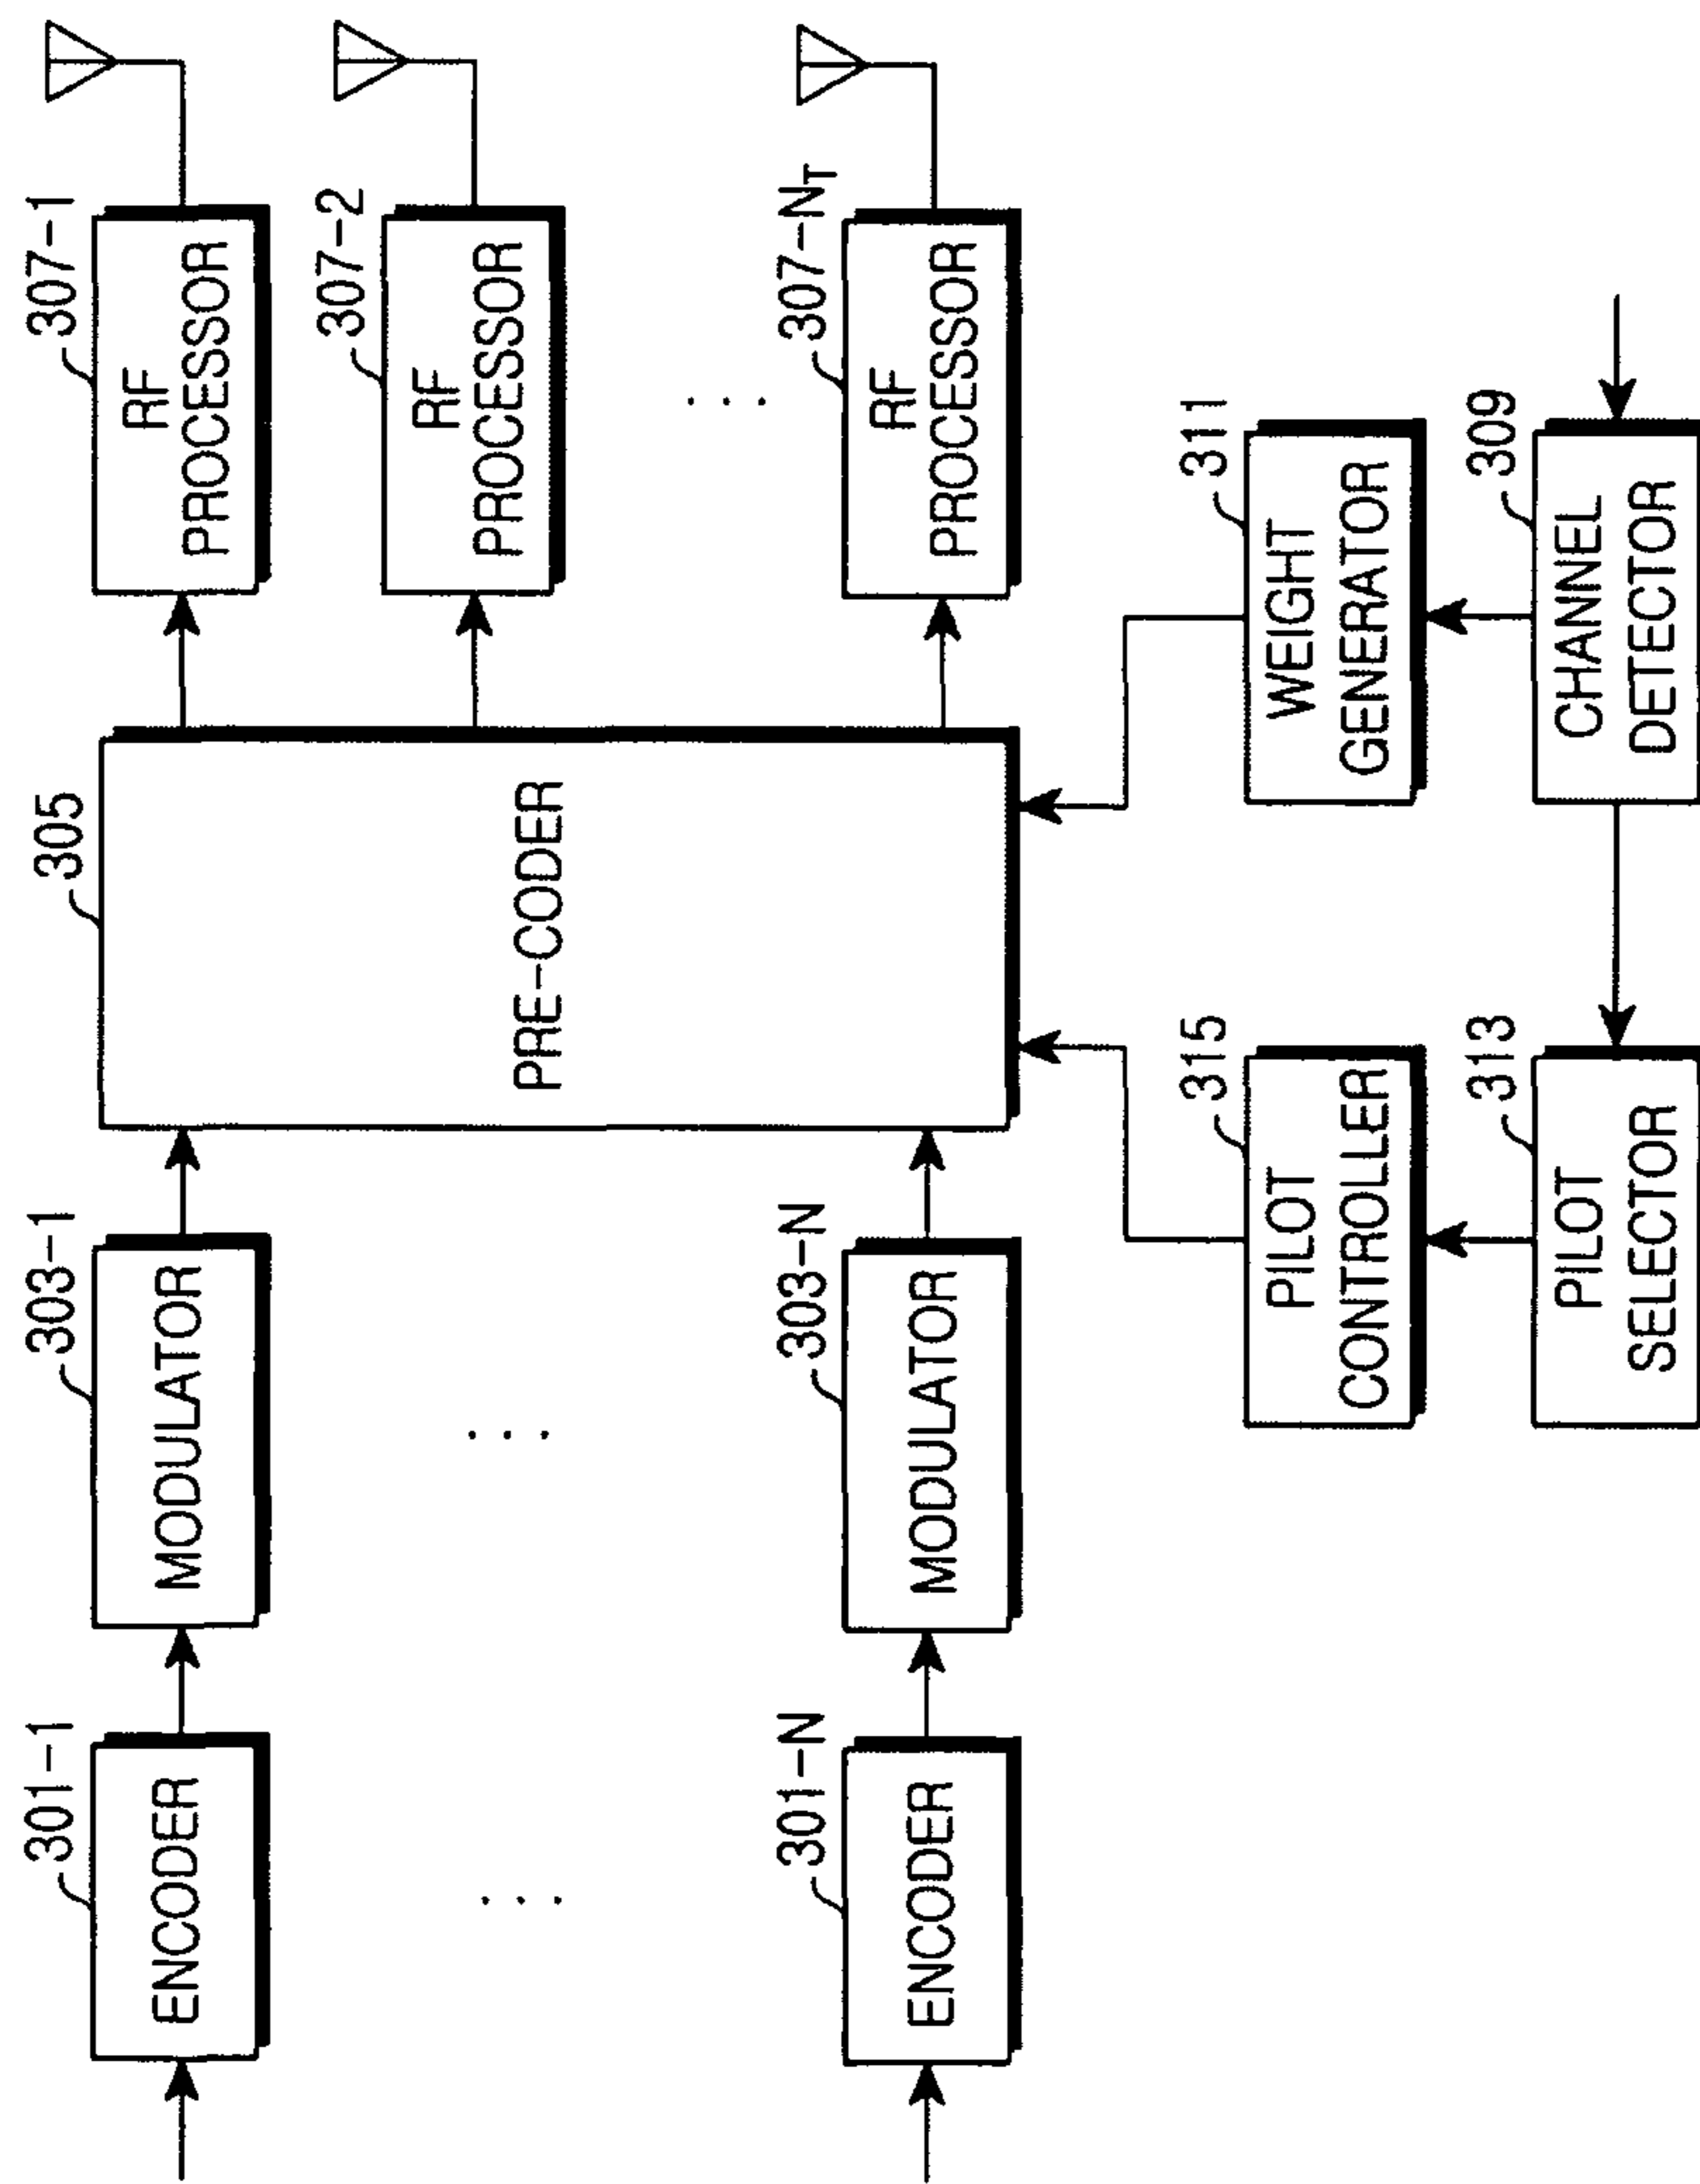 301-1
ENCODER
303-1
MODULATOR
305
PRE-CODER
307-1
RF
PROCESSOR
307-2
RF
PROCESSOR
...
...
...
301-N
ENCODER
303-N
MODULATOR
307-NT
RF
PROCESSOR
315
PILOT
CONTROLLER
311
WEIGHT
GENERATOR
313
PILOT
SELECTOR
309
CHANNEL
DETECTOR